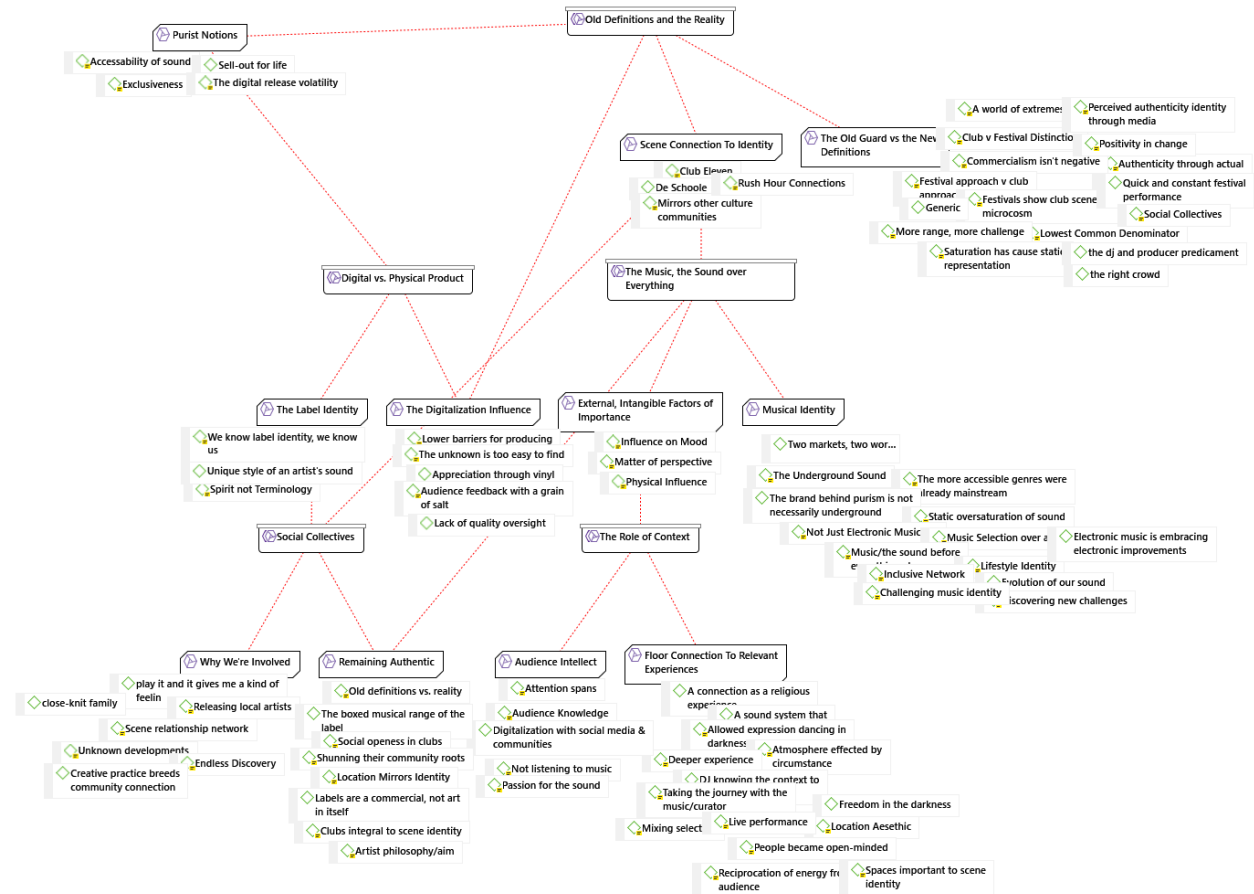 Old Definitions and the Reality
Purist Notions
Accessability of sound
Sell-out for life
Exclusiveness
The digital release volatility
Scene Connection To Identity
Club Eleven
De Schoole
Rush Hour Connections
Mirrors other culture
communities
The Old Guard vs the New
Definitions
A world of extremes
Perceived authenticity identity
through media
Club v Festival Distinctio
Positivity in change
Commercialism isn't negative
Authenticity through actual
Festival approach v club
approac
Quick and constant festival
performance
Generic
Festivals show club scene
microcosm
Social Collectives
More range, more challenge
Lowest Common Denominator
Saturation has cause static
representation
the dj and producer predicament
the right crowd
Digital vs. Physical Product
The Music, the Sound over
Everything
The Label Identity
We know label identity, we know
us
Unique style of an artist's sound
Spirit not Terminology
The Digitalization Influence
Lower barriers for producing
The unknown is too easy to find
Appreciation through vinyl
Audience feedback with a grain
of salt
Lack of quality oversight
External, Intangible Factors of
Importance
Influence on Mood
Matter of perspective
Physical Influence
Musical Identity
Two markets, two wor...
The Underground Sound
The more accessible genres were
already mainstream
The brand behind purism is not
necessarily underground
Static oversaturation of sound
Not Just Electronic Music
Music Selection over a
Electronic music is embracing
electronic improvements
Music/the sound before
Lifestyle Identity
Inclusive Network
Evolution of our sound
Challenging music identity
iscovering new challenges
Social Collectives
The Role of Context
Why We're Involved
play it and it gives me a kind of
feelin
close-knit family
Releasing local artists
Scene relationship network
Unknown developments
Endless Discovery
Creative practice breeds
community connection
Remaining Authentic
Old definitions vs. reality
The boxed musical range of the
label
Social openess in clubs
Shunning their community roots
Location Mirrors Identity
Labels are a commercial, not art
in itself
Clubs integral to scene identity
Artist philosophy/aim
Audience Intellect
Attention spans
Audience Knowledge
Digitalization with social media &
communities
Not listening to music
Passion for the sound
Floor Connection To Relevant
Experiences
A connection as a religious
experience
A sound system that
Allowed expression dancing in
darkness
Atmosphere effected by
circumstance
Deeper experience
DJ knowing the context to
Taking the journey with the
music/curator
Freedom in the darkness
Mixing select
Live performance
Location Aesethic
People became open-minded
Reciprocation of energy fr
audience
Spaces important to scene
identity